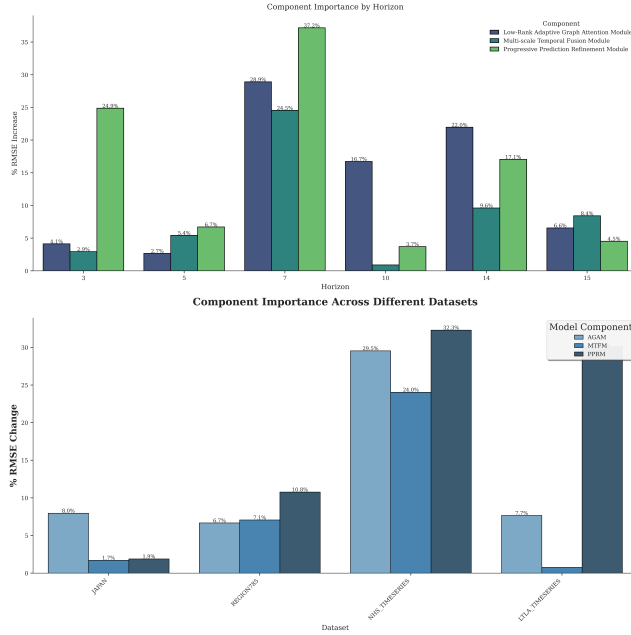 Component Importance by Horizon
Component
Low-Rank Adaptive Graph Attention Module
Multi-scale Temporal Fusion Module
Progressive Prediction Refinement Module
% RMSE Increase
35
30
25
20
15
10
5
0
4.1%
2.9%
24.9%
2.7%
5.4%
6.7%
28.9%
24.5%
37.2%
16.7%
3.7%
22.0%
9.6%
17.1%
6.6%
8.4%
4.5%
3
5
7
10
14
15
Horizon
Component Importance Across Different Datasets
Model Component
AGAM
MTFM
PPRM
% RMSE Change
30
25
20
15
10
5
0
8.0%
1.7%
1.9%
6.7%
7.1%
10.8%
29.5%
24.0%
32.3%
7.7%
JAPAN
REGION785
NHS_TIMESERIES
LTLA_TIMESERIES
Dataset